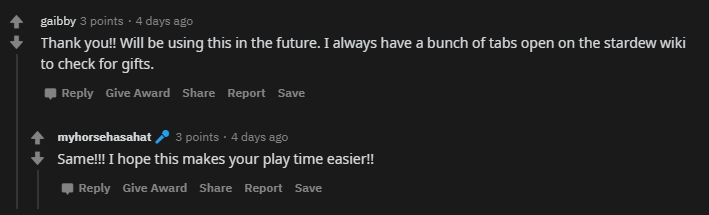 gaibby 3 points · 4 days ago
Thank you!! Will be using this in the future. I always have a bunch of tabs open on the stardew wiki
to check for gifts.
Reply Give Award Share Report Save
myhorsehasahat 3 points · 4 days ago
Same!!! I hope this makes your play time easier!!
Reply Give Award Share Report Save